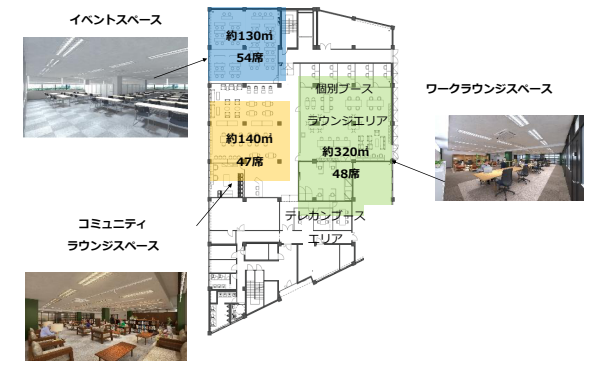 イベントスペース
約130㎡
54席
個別ブース
ラウンジエリア
ワークラウンジスペース
約140㎡
47席
約320㎡
48席
コミュニティ
ラウンジスペース
テレカンブース
エリア